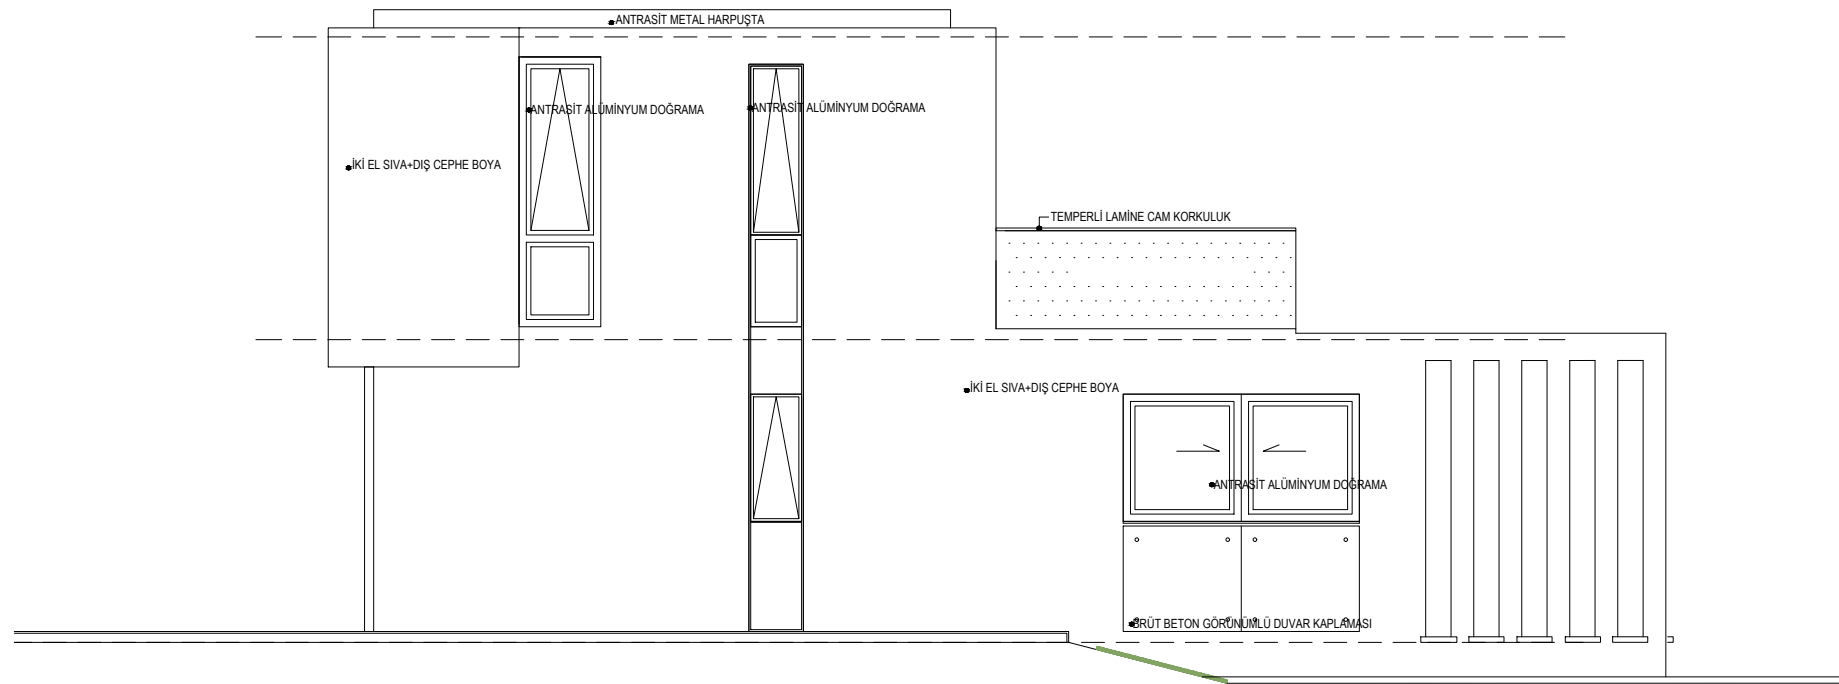 ANTRASİT METAL HARPUŞTA
ANTRASİT ALÜMİNYUM DOĞRAMA
ANTRASİT ALÜMİNYUM DOĞRAMA
İKİ EL SIVA+DIŞ CEPHE BOYA
TEMPERLİ LAMİNE CAM KORKULUK
İKİ EL SIVA+DIŞ CEPHE BOYA
ANTRASİT ALÜMİNYUM DOĞRAMA
BRÜT BETON GÖRÜNÜMLÜ DUVAR KAPLAMASI